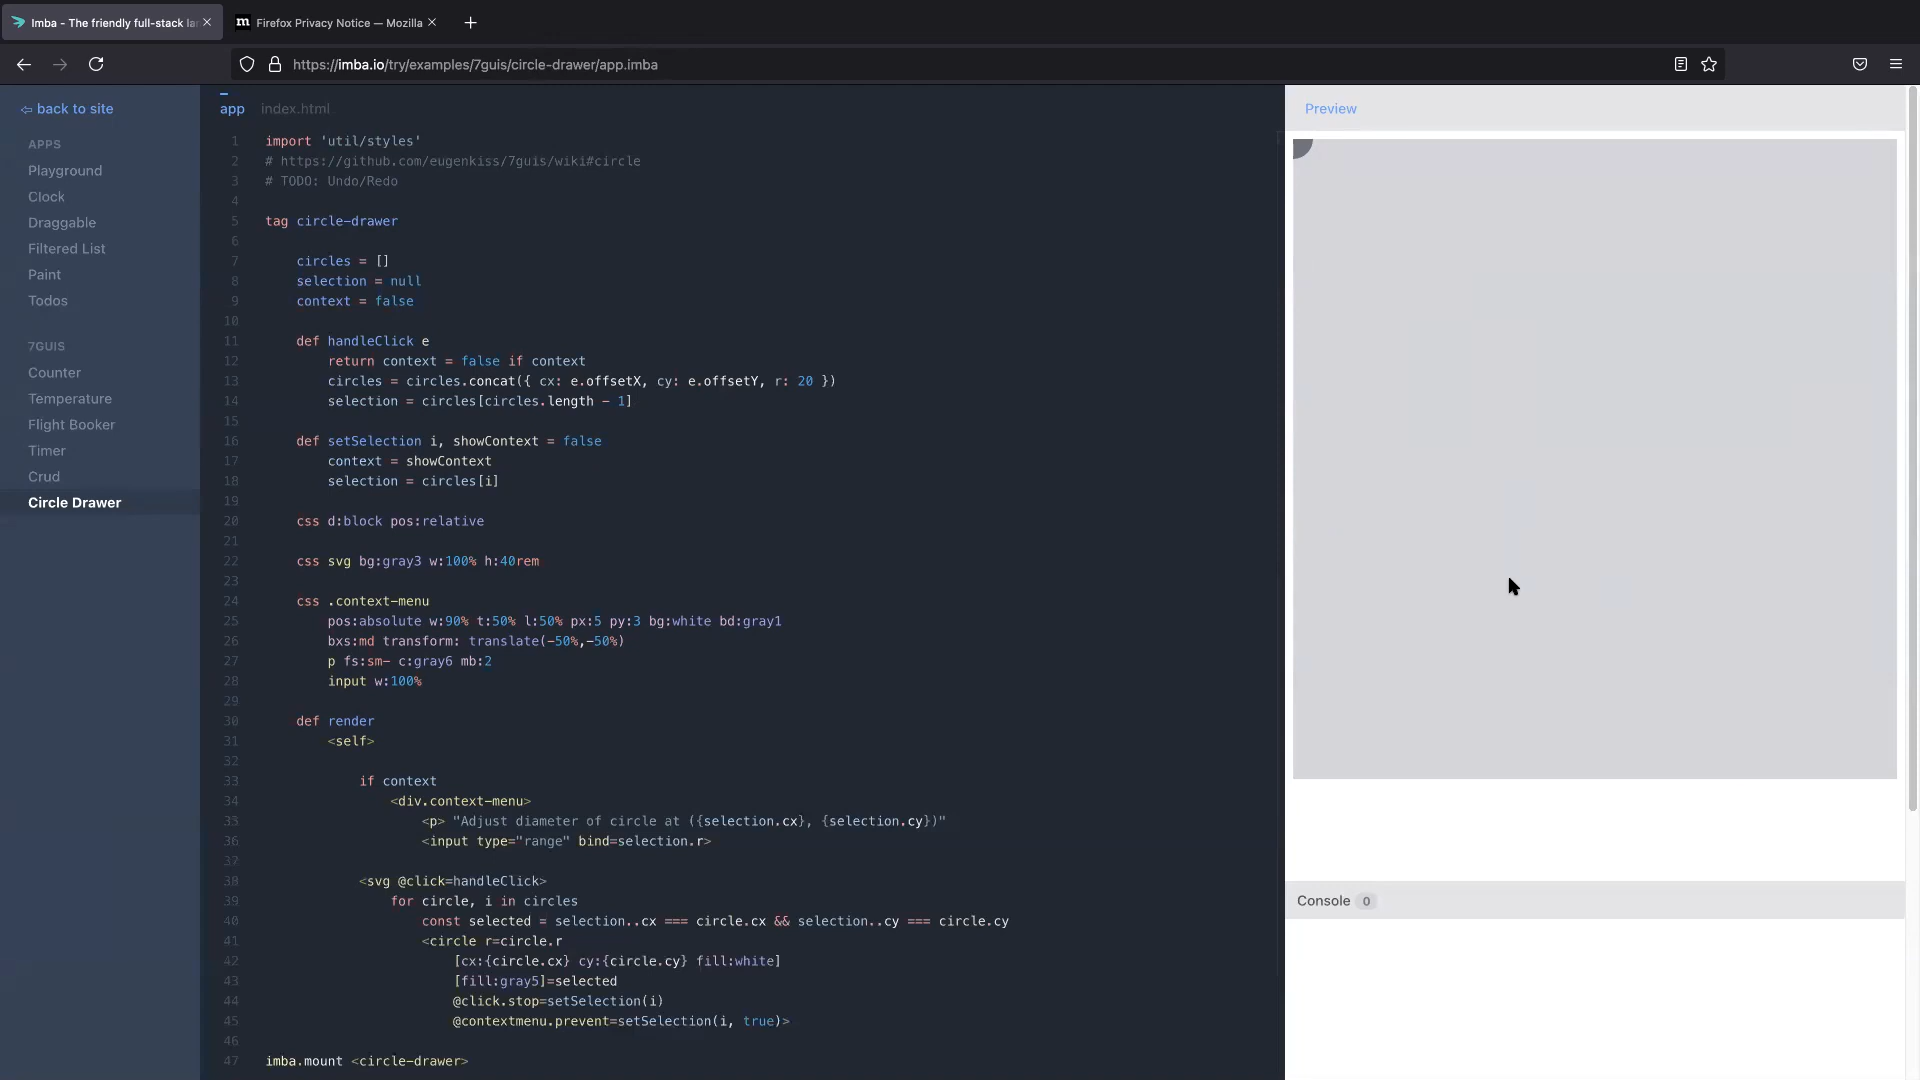 Imba - The friendly full-stack la
Firefox Privacy Notice — Mozilla
https://imba.io/try/examples/7guis/circle-drawer/app.imba
back to site
APPS
Playground
Clock
Draggable
Filtered List
Paint
Todos
7GUIS
Counter
Temperature
Flight Booker
Timer
Crud
Circle Drawer
app index.html
1 import 'util/styles'
2 # https://github.com/eugenkiss/7guis/wiki#circle
3 # TODO: Undo/Redo
4
5 tag circle-drawer
6
7 circles = []
8 selection = null
9 context = false
10
11 def handleClick e
12 return context = false if context
13 circles = circles.concat({ cx: e.offsetX, cy: e.offsetY, r: 20 })
14 selection = circles[circles.length - 1]
15
16 def setSelection i, showContext = false
17 context = showContext
18 selection = circles[i]
19
20 css d:block pos:relative
21
22 css svg bg:gray3 w:100% h:40rem
23
24 css .context-menu
25 pos:absolute w:90% t:50% l:50% px:5 py:3 bg:white bd:gray1
26 bxs:md transform: translate(-50%,-50%)
27 p fs:sm- c:gray6 mb:2
28 input w:100%
29
30 def render
31 <self>
32
33 if context
34 <div.context-menu>
35 <p> "Adjust diameter of circle at ({selection.cx}, {selection.cy})"
36 <input type="range" bind=selection.r>
37
38 <svg @click=handleClick>
39 for circle, i in circles
40 const selected = selection..cx === circle.cx && selection..cy === circle.cy
41 <circle r=circle.r
42 [cx:{circle.cx} cy:{circle.cy} fill:white]
43 [fill:gray5]=selected
44 @click.stop=setSelection(i)
45 @contextmenu.prevent=setSelection(i, true)>
46
47 imba.mount <circle-drawer>
Preview
Console 0